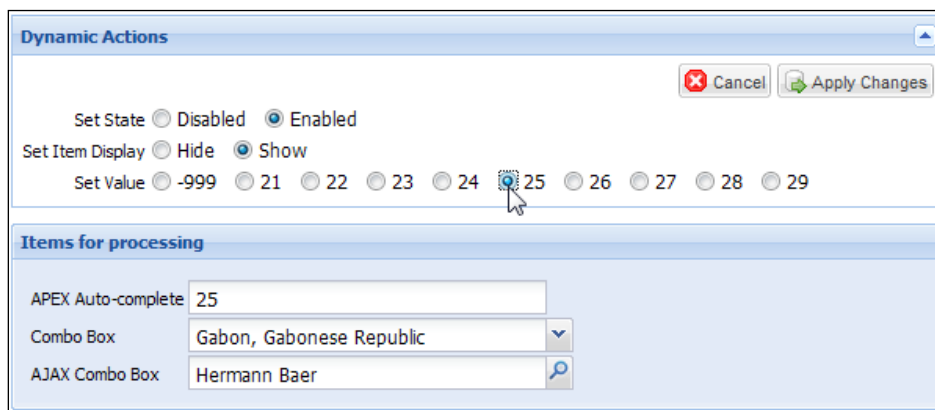 Dynamic Actions
Cancel Apply Changes
Set State Disabled Enabled
Set Item Display Hide Show
Set Value -999 21 22 23 24 25 26 27 28 29
Items for processing
APEX Auto-complete 25
Combo Box Gabon, Gabonese Republic
AJAX Combo Box Hermann Baer